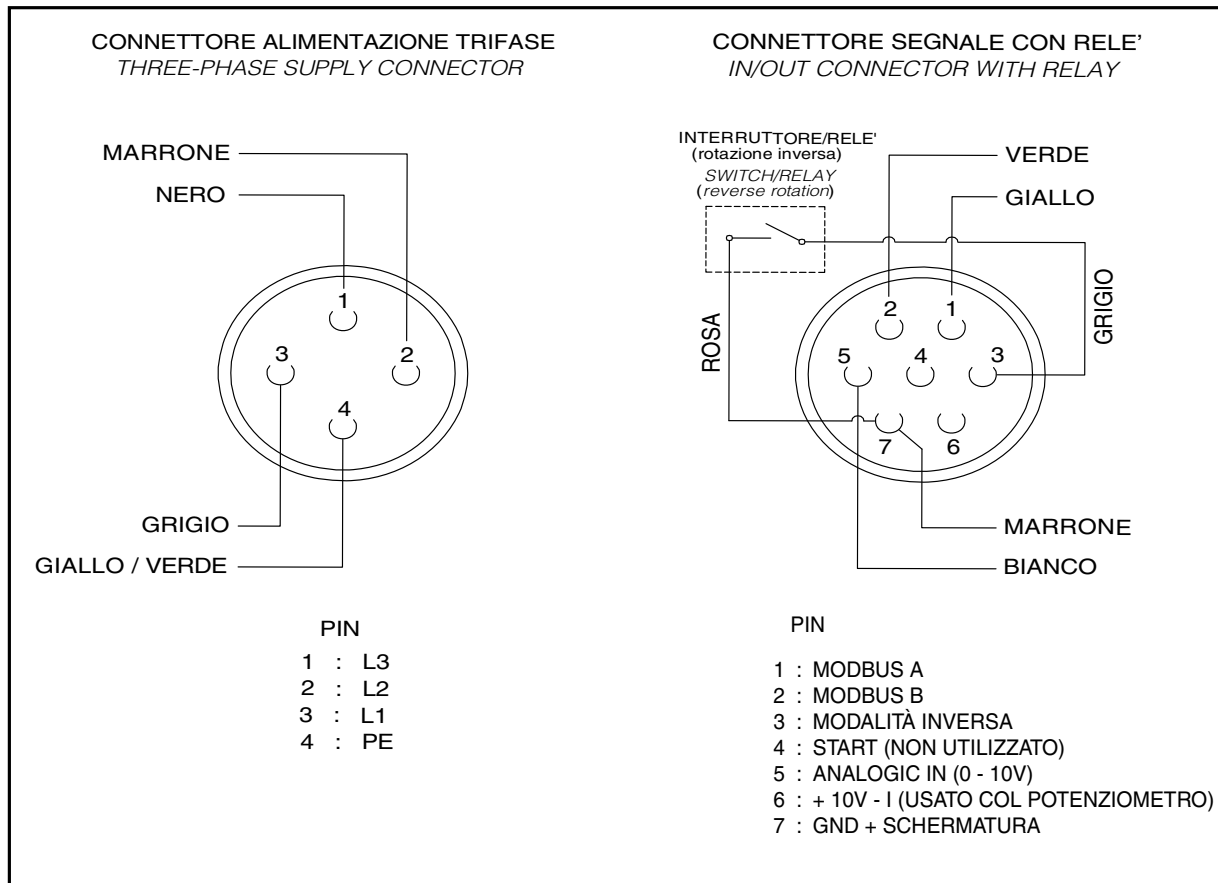 CONNETTORE ALIMENTAZIONE TRIFASE
THREE-PHASE SUPPLY CONNECTOR
MARRONE
NERO
1
3
2
4
GRIGIO
GIALLO / VERDE
PIN
1 : L3
2 : L2
3 : L1
4 : PE
CONNETTORE SEGNALE CON RELE’
IN/OUT CONNECTOR WITH RELAY
INTERRUTTORE/RELE'
(rotazione inversa)
SWITCH/RELAY
(reverse rotation)
VERDE
GIALLO
ROSA
GRIGIO
2
1
5
4
3
7
6
MARRONE
BIANCO
PIN
1 : MODBUS A
2 : MODBUS B
3 : MODALITÀ INVERSA
4 : START (NON UTILIZZATO)
5 : ANALOGIC IN (0 - 10V)
6 : + 10V - I (USATO COL POTENZIOMETRO)
7 : GND + SCHERMATURA